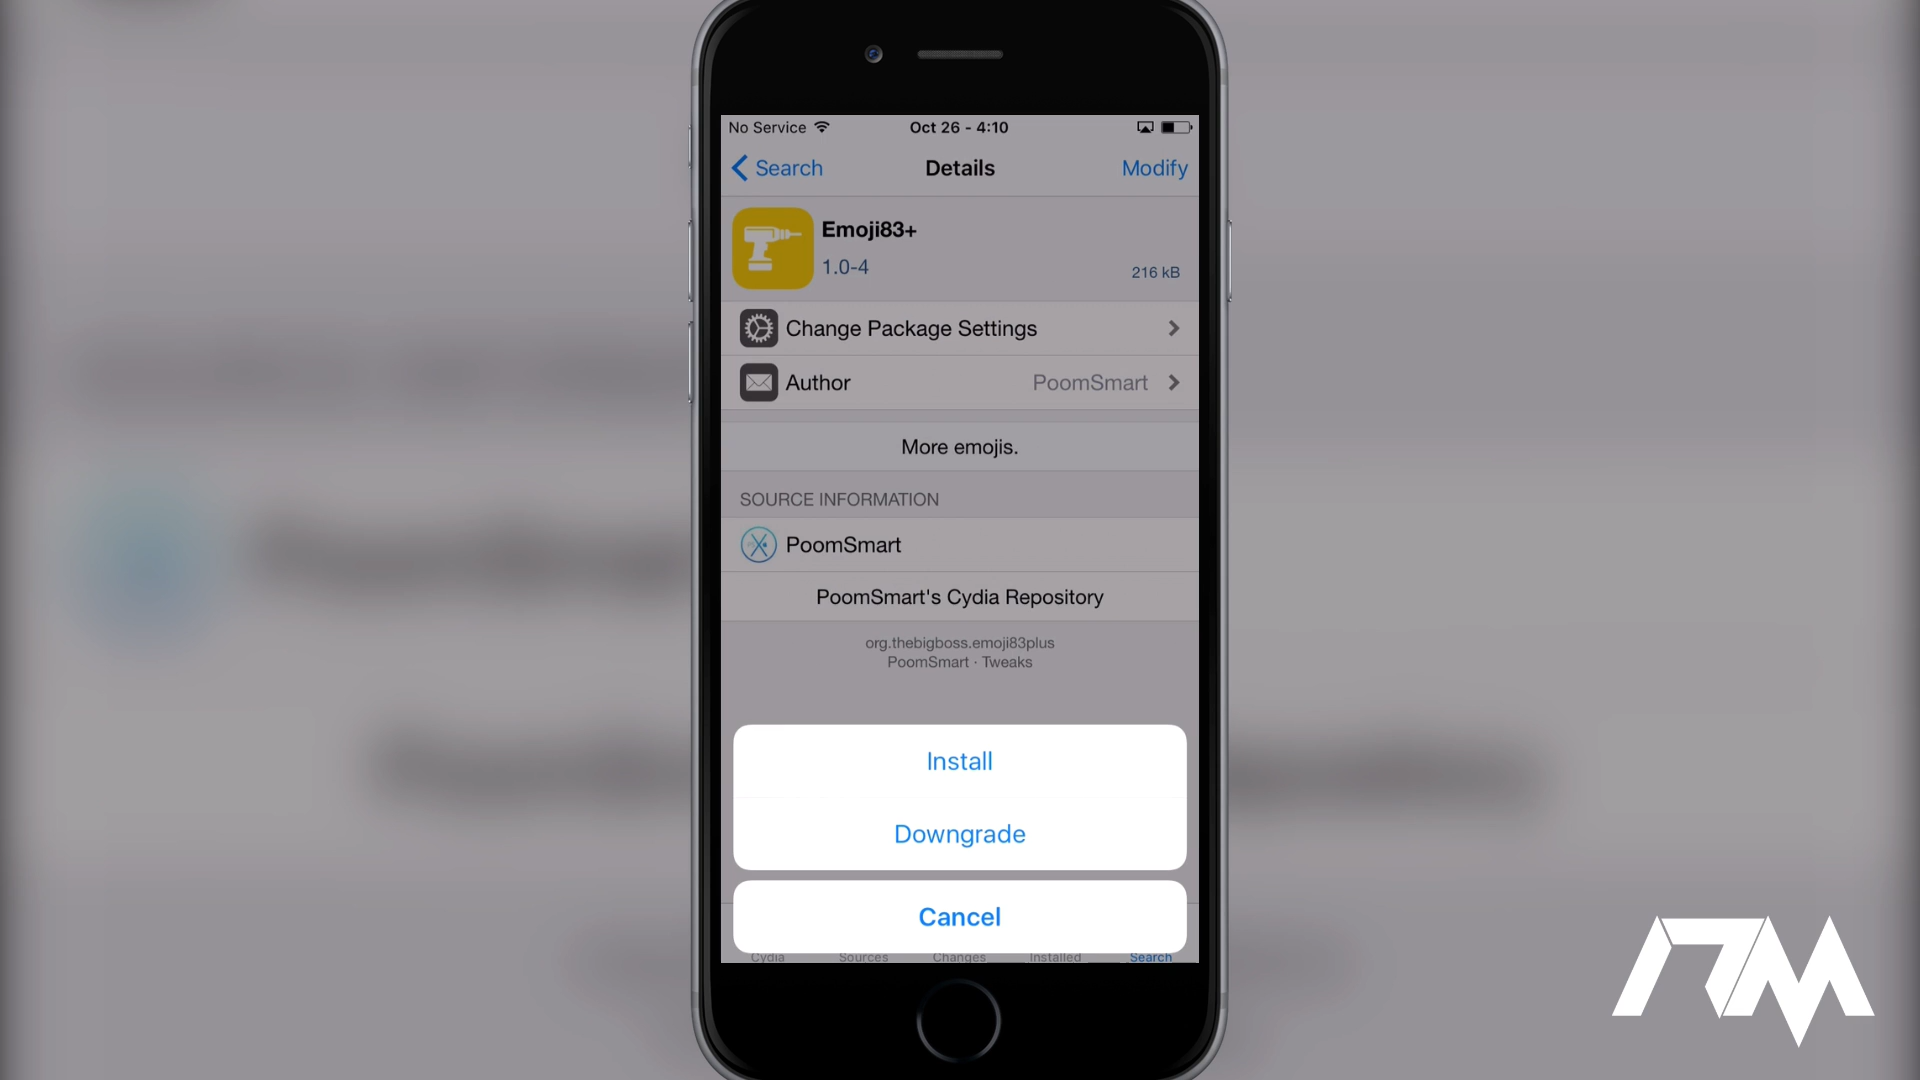 No Service
Oct 26 - 4:10
Search
Details
Modify
Emoji83+
1.0-4
216 kB
Change Package Settings
Author
PoomSmart
More emojis.
SOURCE INFORMATION
PoomSmart
PoomSmart's Cydia Repository
org.thebigboss.emoji83plus
PoomSmart · Tweaks
Install
Downgrade
Cancel
Cydia
Sources
Changes
Installed
Search